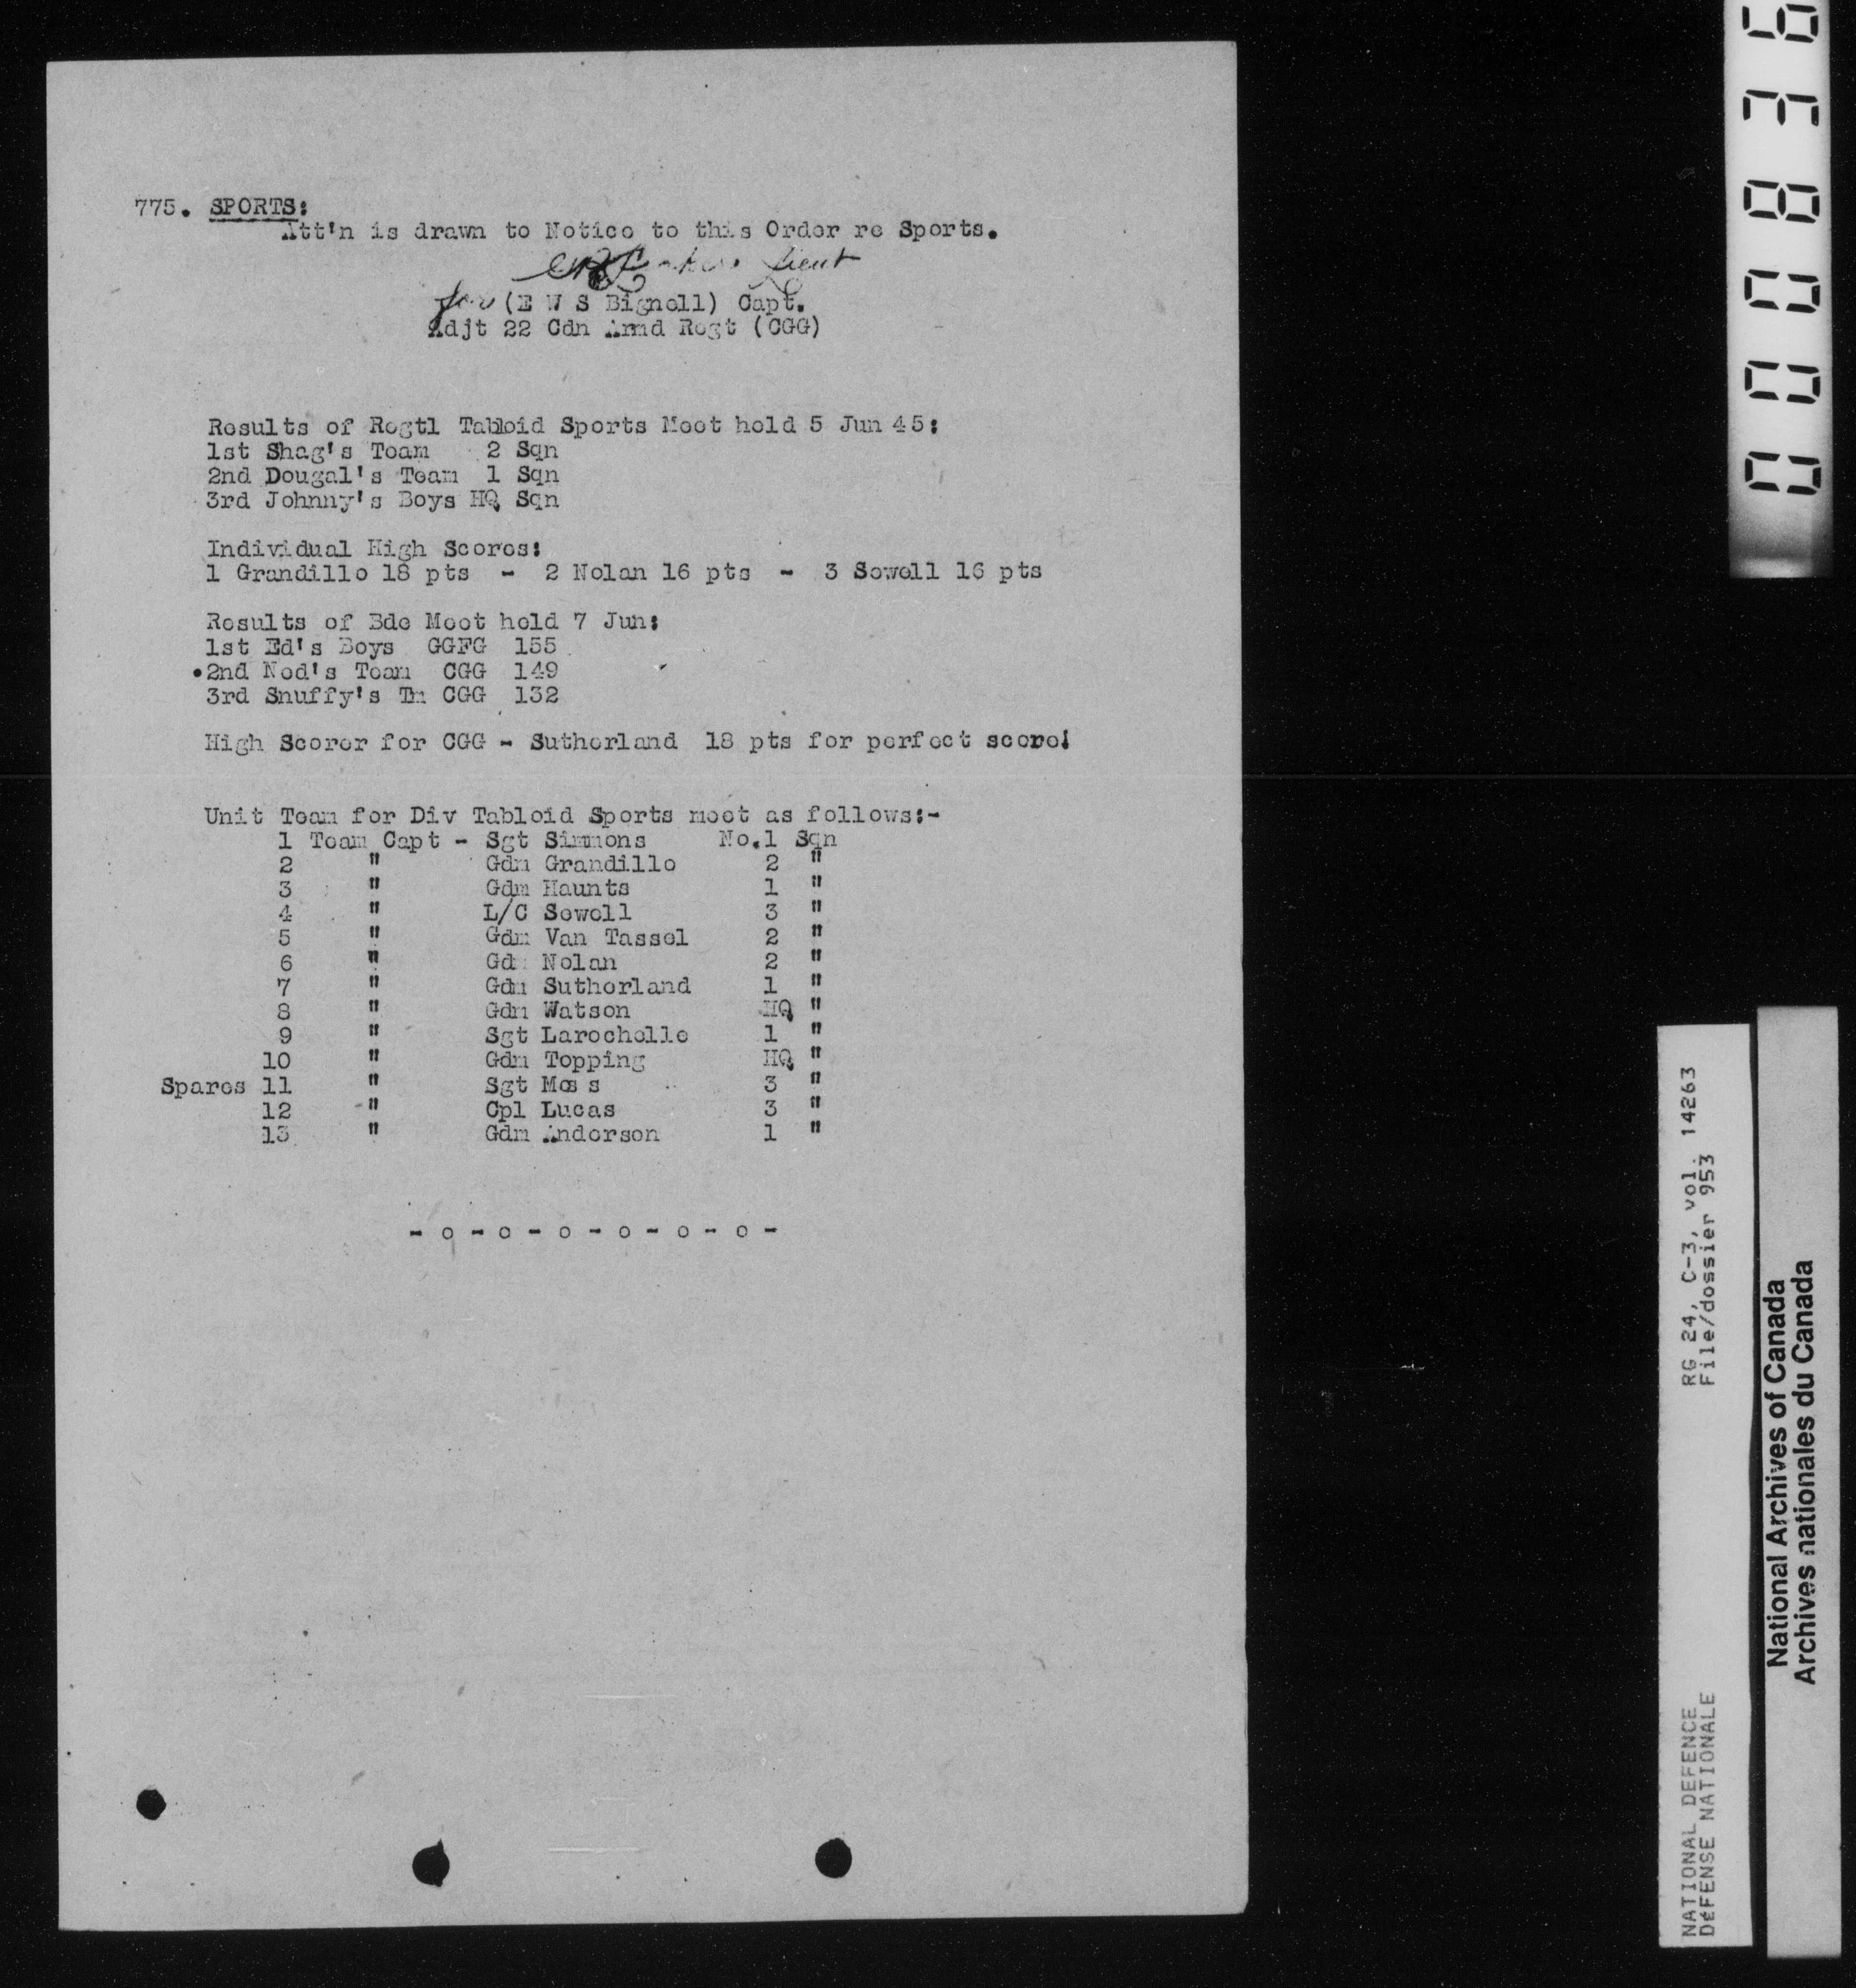 775. SPORTS:
Att'n is drawn to Notice to this Order re Sports.
Lieut
for (E W S Bignell) Capt.
Adjt 22 Cdn Armd Regt (CGG)
Results of Regtl Tabloid Sports Meet held 5 Jun 45:
1st Shag's Team 2 Sqn
2nd Dougal's Team 1 Sqn
3rd Johnny's Boys HQ Sqn
Individual High Scores:
1 Grandillo 18 pts - 2 Nolan 16 pts - 3 Sewell 16 pts
Results of Bde Meet held 7 Jun:
1st Ed's Boys GGFG 155
2nd Ned's Team CGG 149
3rd Snuffy's Tm CGG 132
High Scorer for CGG - Sutherland 18 pts for perfect score!
Unit Team for Div Tabloid Sports meet as follows:-
1 Team Capt - Sgt Simmons No.1 Sqn
2 " Gdm Grandillo 2 "
3 " Gdm Haunts 1 "
4 " L/C Sewell 3 "
5 " Gdm Van Tassel 2 "
6 " Gdm Nolan 2 "
7 " Gdm Sutherland 1 "
8 " Gdm Watson HQ "
9 " Sgt Larochelle 1 "
10 " Gdm Topping HQ "
Spares 11 " Sgt Moss 3 "
12 " Cpl Lucas 3 "
13 " Gdm Anderson 1 "
- o - o - o - o - o - o -
000836
RG 24, C-3, vol. 14263
File/dossier 953
NATIONAL DEFENCE
DéFENSE NATIONALE
National Archives of Canada
Archives nationales du Canada